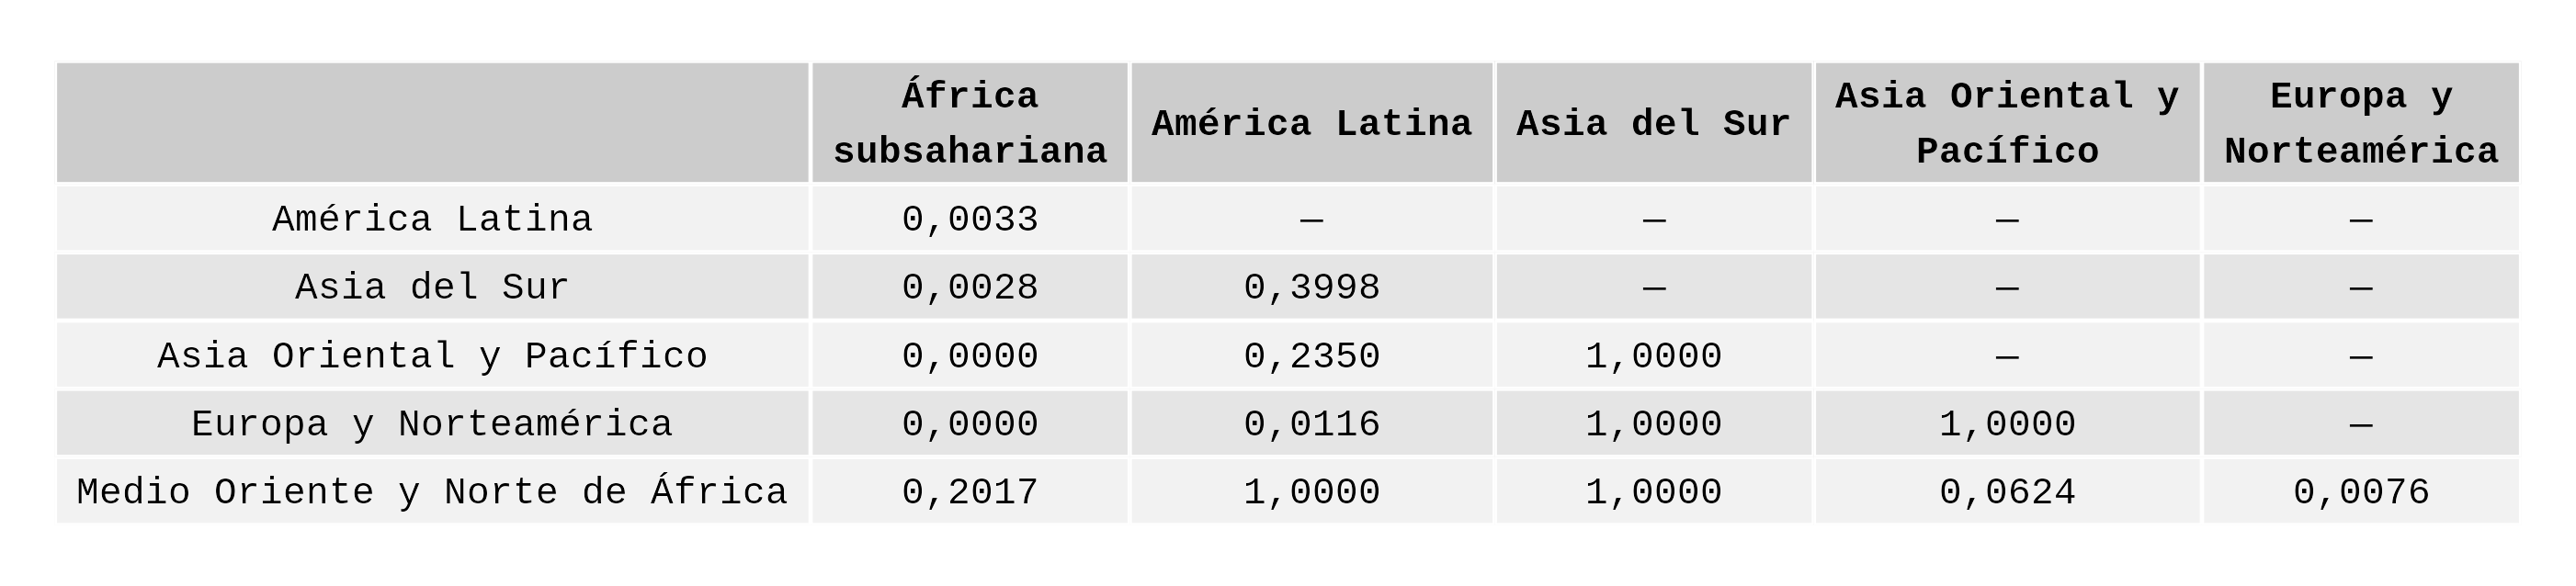 África subsahariana América Latina Asia del Sur Asia Oriental y Pacífico Europa y Norteamérica
América Latina 0,0033 — — — —
Asia del Sur 0,0028 0,3998 — — —
Asia Oriental y Pacífico 0,0000 0,2350 1,0000 — —
Europa y Norteamérica 0,0000 0,0116 1,0000 1,0000 —
Medio Oriente y Norte de África 0,2017 1,0000 1,0000 0,0624 0,0076